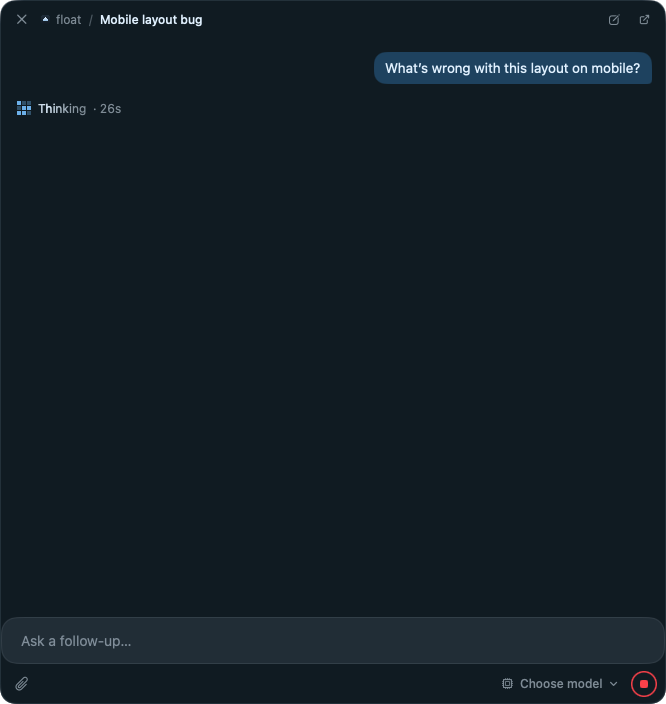 float / Mobile layout bug
What’s wrong with this layout on mobile?
Thinking · 26s
Ask a follow-up...
Choose model